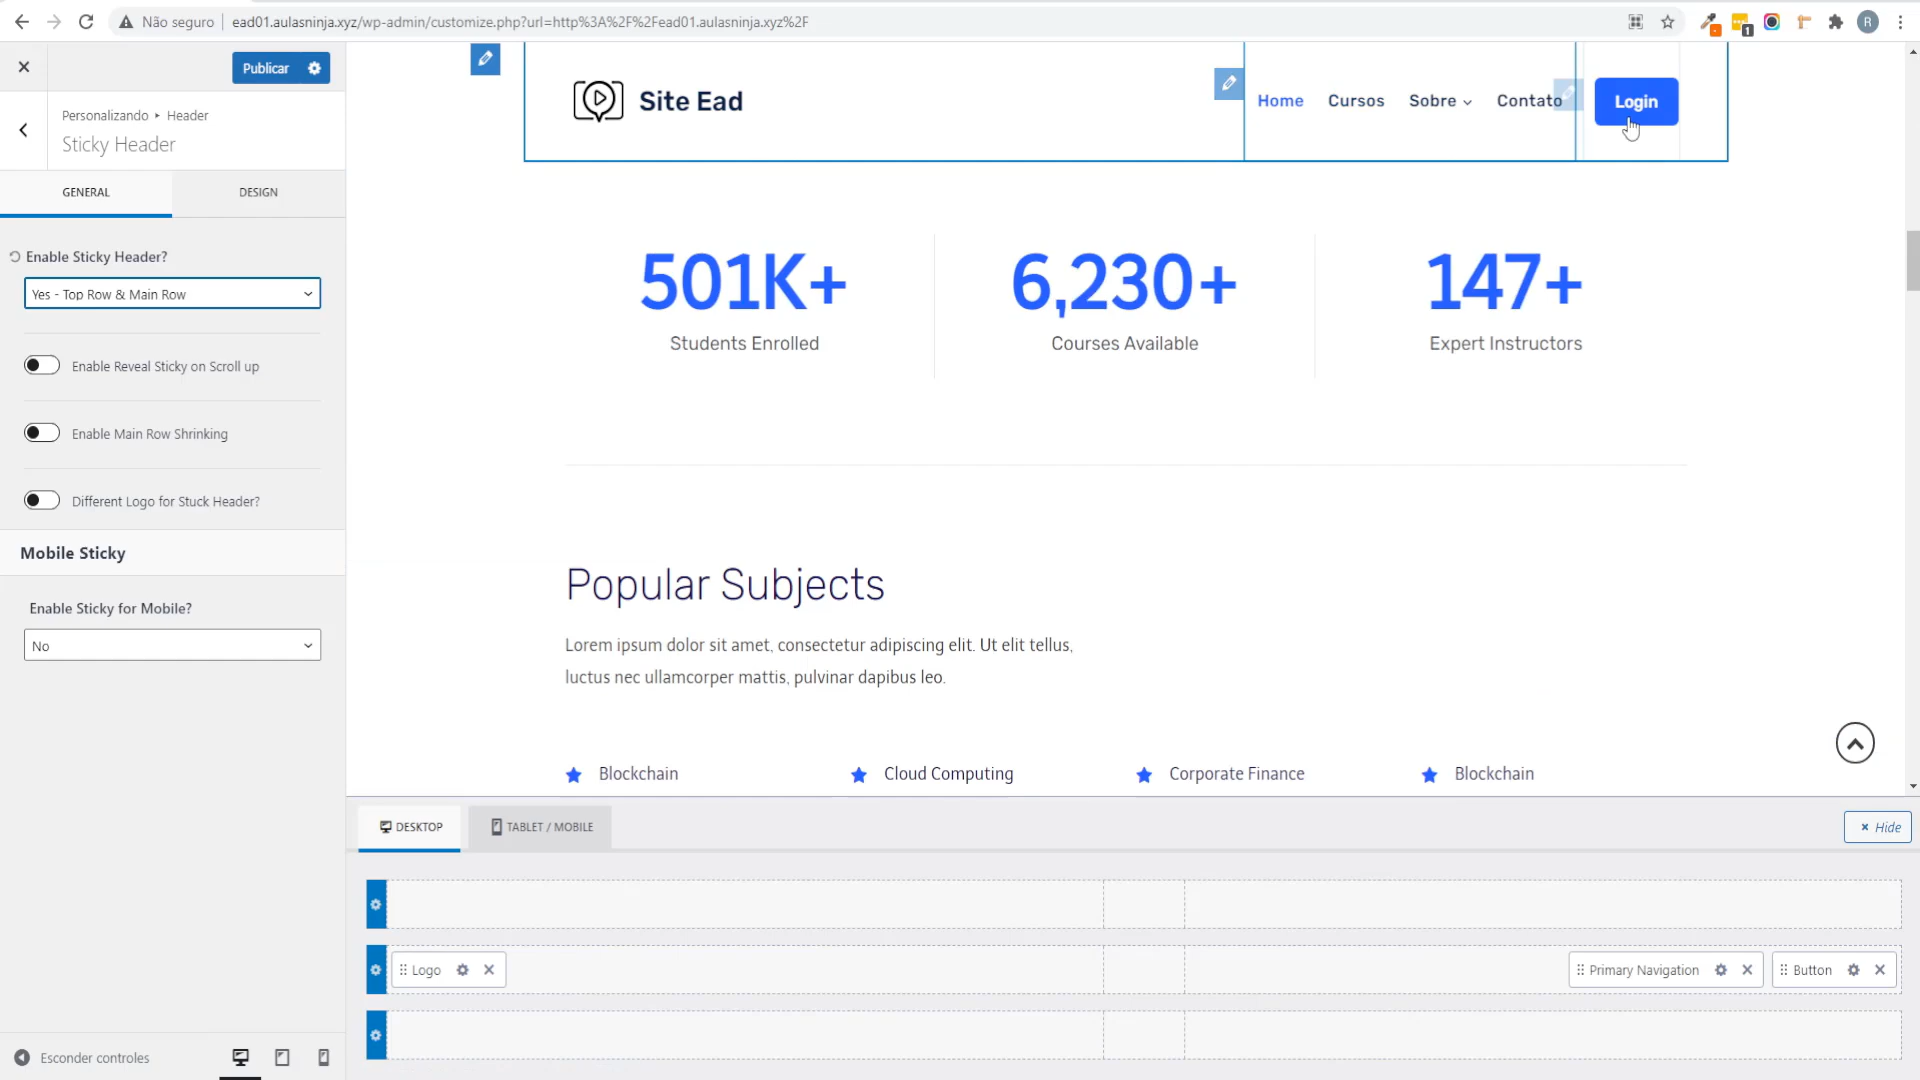 Não seguro
ead01.aulasninja.xyz/wp-admin/customize.php?url=http%3A%2F%2Fead01.aulasninja.xyz%2F
1
R
Publicar
Personalizando ▸ Header
Sticky Header
GENERAL
DESIGN
Enable Sticky Header?
Yes - Top Row & Main Row
Enable Reveal Sticky on Scroll up
Enable Main Row Shrinking
Different Logo for Stuck Header?
Mobile Sticky
Enable Sticky for Mobile?
No
Esconder controles
Site Ead
Home
Cursos
Sobre
Contato
Login
501K+
Students Enrolled
6,230+
Courses Available
147+
Expert Instructors
Popular Subjects
Lorem ipsum dolor sit amet, consectetur adipiscing elit. Ut elit tellus,
luctus nec ullamcorper mattis, pulvinar dapibus leo.
Blockchain
Cloud Computing
Corporate Finance
Blockchain
DESKTOP
TABLET / MOBILE
× Hide
Logo
Primary Navigation
Button